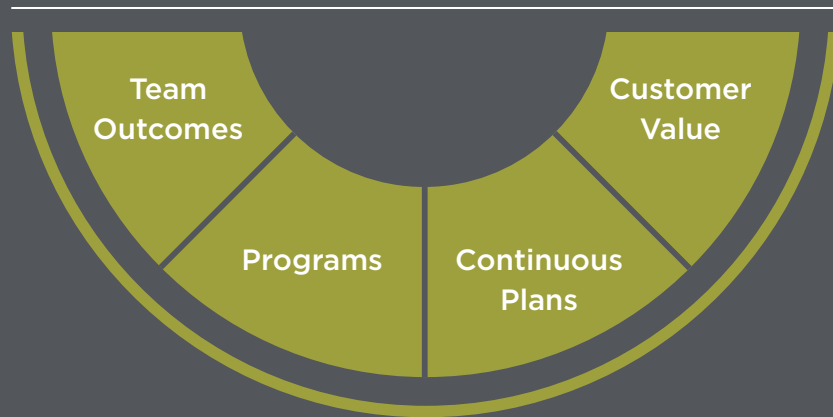 Team
Outcomes
Programs
Continuous
Plans
Customer
Value